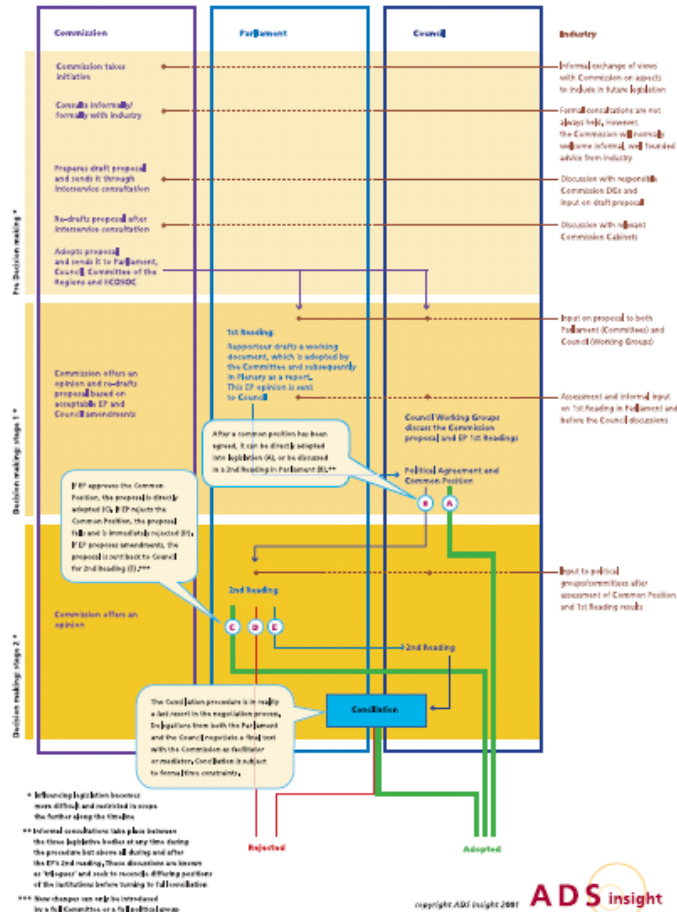 Commission
Parliament
Council
Industry
Pre Decision making *
Commission takes
initiative
Informal exchange of views
with Commission on aspects
to include in future legislation
Consults informally/
formally with industry
Formal consultations are not
always held. However,
the Commission will normally
welcome informal, well founded
advice from industry
Prepares draft proposal
and sends it through
interservice consultation
Discussion with responsible
Commission DGs and
input on draft proposal
Re-drafts proposal after
interservice consultation
Discussion with relevant
Commission Cabinets
Adopts proposal
and sends it to Parliament,
Council, Committee of the
Regions and ECOSOC
Decision making: stage 1 *
Input on proposal to both
Parliament (Committees) and
Council (Working Groups)
1st Reading:
Rapporteur drafts a working
document, which is adopted by
the Committee and subsequently
in Plenary as a report.
This EP opinion is sent
to Council
Commission offers an
opinion and re-drafts
proposal based on
acceptable EP and
Council amendments
Assessment and informal input
on 1st Reading in Parliament and
before the Council discussions
Council Working Groups
discuss the Commission
proposal and EP 1st Readings
After a common position has been
agreed, it can be directly adopted
into legislation (A), or be discussed
in a 2nd Reading in Parliament (B).**
Political Agreement and
Common Position
B
A
If EP approves the Common
Position, the proposal is directly
adopted (C). If EP rejects the
Common Position, the proposal
falls and is immediately rejected (D).
If EP proposes amendments, the
proposal is sent back to Council
for 2nd Reading (E).***
Decision making: stage 2 *
Input to political
groups/committees after
assessment of Common Position
and 1st Reading results
2nd Reading
Commission offers an
opinion
C
D
E
2nd Reading
The Conciliation procedure is in reality
a last resort in the negotiation process.
Delegations from both the Parliament
and the Council negotiate a final text
with the Commission as facilitator
or mediator. Conciliation is subject
to formal time constraints.
Conciliation
Rejected
Adopted
* Influencing legislation becomes
more difficult and restricted in scope
the further along the timeline
** Informal consultations take place between
the three legislative bodies at any time during
the procedure but above all during and after
the EP's 2nd reading. These discussions are known
as 'trilogues' and seek to reconcile differing positions
of the institutions before turning to full conciliation
*** New changes can only be introduced
by a full Committee or a full political group
copyright ADS insight 2001
ADS insight